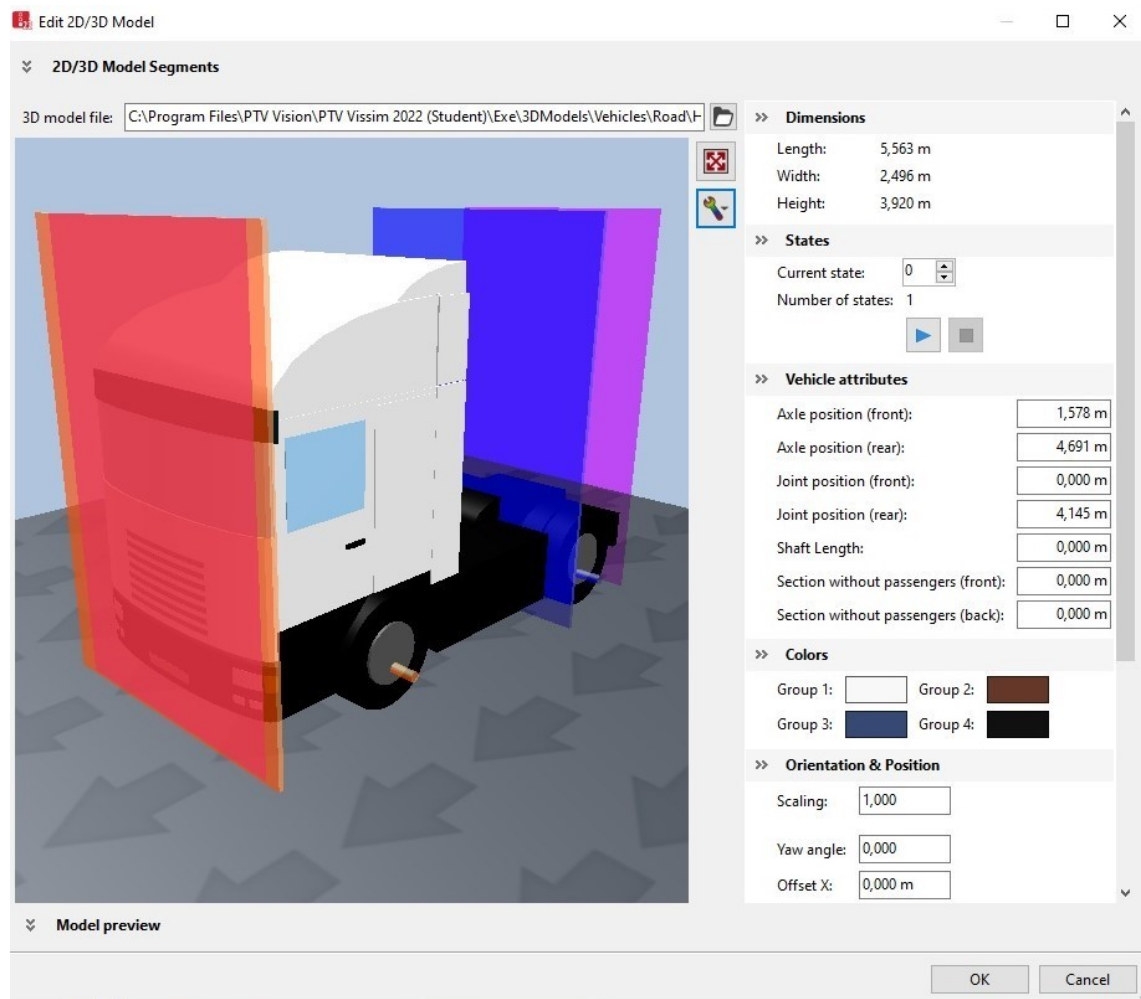 Edit 2D/3D Model
2D/3D Model Segments
3D model file: C:\Program Files\PTV Vision\PTV Vissim 2022 (Student)\Exe\3DModels\Vehicles\Road\H
Dimensions
Length: 5,563 m
Width: 2,496 m
Height: 3,920 m
States
Current state: 0
Number of states: 1
Vehicle attributes
Axle position (front): 1,578 m
Axle position (rear): 4,691 m
Joint position (front): 0,000 m
Joint position (rear): 4,145 m
Shaft Length: 0,000 m
Section without passengers (front): 0,000 m
Section without passengers (back): 0,000 m
Colors
Group 1: Group 2:
Group 3: Group 4:
Orientation & Position
Scaling: 1,000
Yaw angle: 0,000
Offset X: 0,000 m
Model preview
OK Cancel